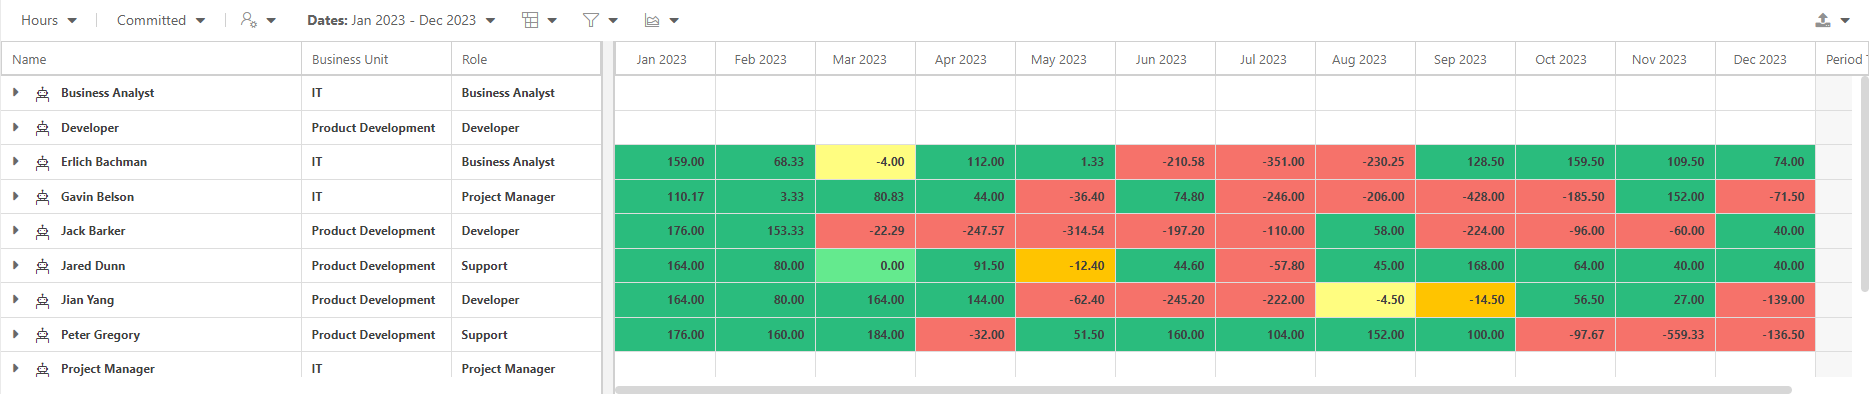 Hours Committed Dates: Jan 2023 - Dec 2023
Name Business Unit Role Jan 2023 Feb 2023 Mar 2023 Apr 2023 May 2023 Jun 2023 Jul 2023 Aug 2023 Sep 2023 Oct 2023 Nov 2023 Dec 2023 Period T
Business Analyst IT Business Analyst
Developer Product Development Developer
Erlich Bachman IT Business Analyst 159.00 68.33 -4.00 112.00 1.33 -210.58 -351.00 -230.25 128.50 159.50 109.50 74.00
Gavin Belson IT Project Manager 110.17 3.33 80.83 44.00 -36.40 74.80 -246.00 -206.00 -428.00 -185.50 152.00 -71.50
Jack Barker Product Development Developer 176.00 153.33 -22.29 -247.57 -314.54 -197.20 -110.00 58.00 -224.00 -96.00 -60.00 40.00
Jared Dunn Product Development Support 164.00 80.00 0.00 91.50 -12.40 44.60 -57.80 45.00 168.00 64.00 40.00 40.00
Jian Yang Product Development Developer 164.00 80.00 164.00 144.00 -62.40 -245.20 -222.00 -4.50 -14.50 56.50 27.00 -139.00
Peter Gregory Product Development Support 176.00 160.00 184.00 -32.00 51.50 160.00 104.00 152.00 100.00 -97.67 -559.33 -136.50
Project Manager IT Project Manager